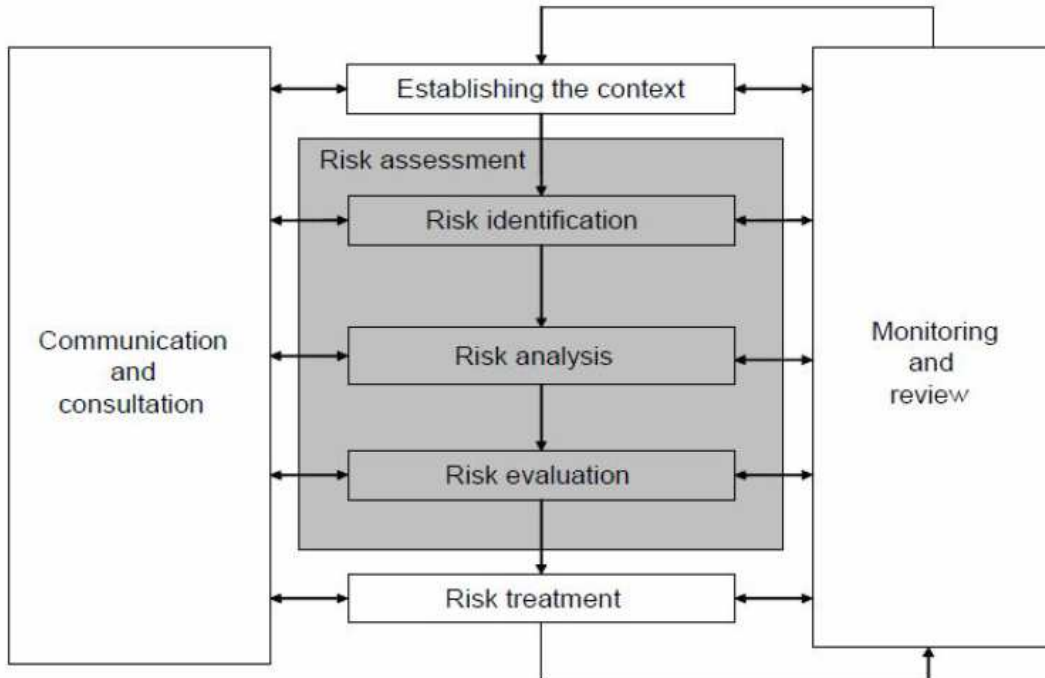 Establishing the context
Risk assessment
Risk identification
Communication
and
consultation
Risk analysis
Monitoring
and
review
Risk evaluation
Risk treatment